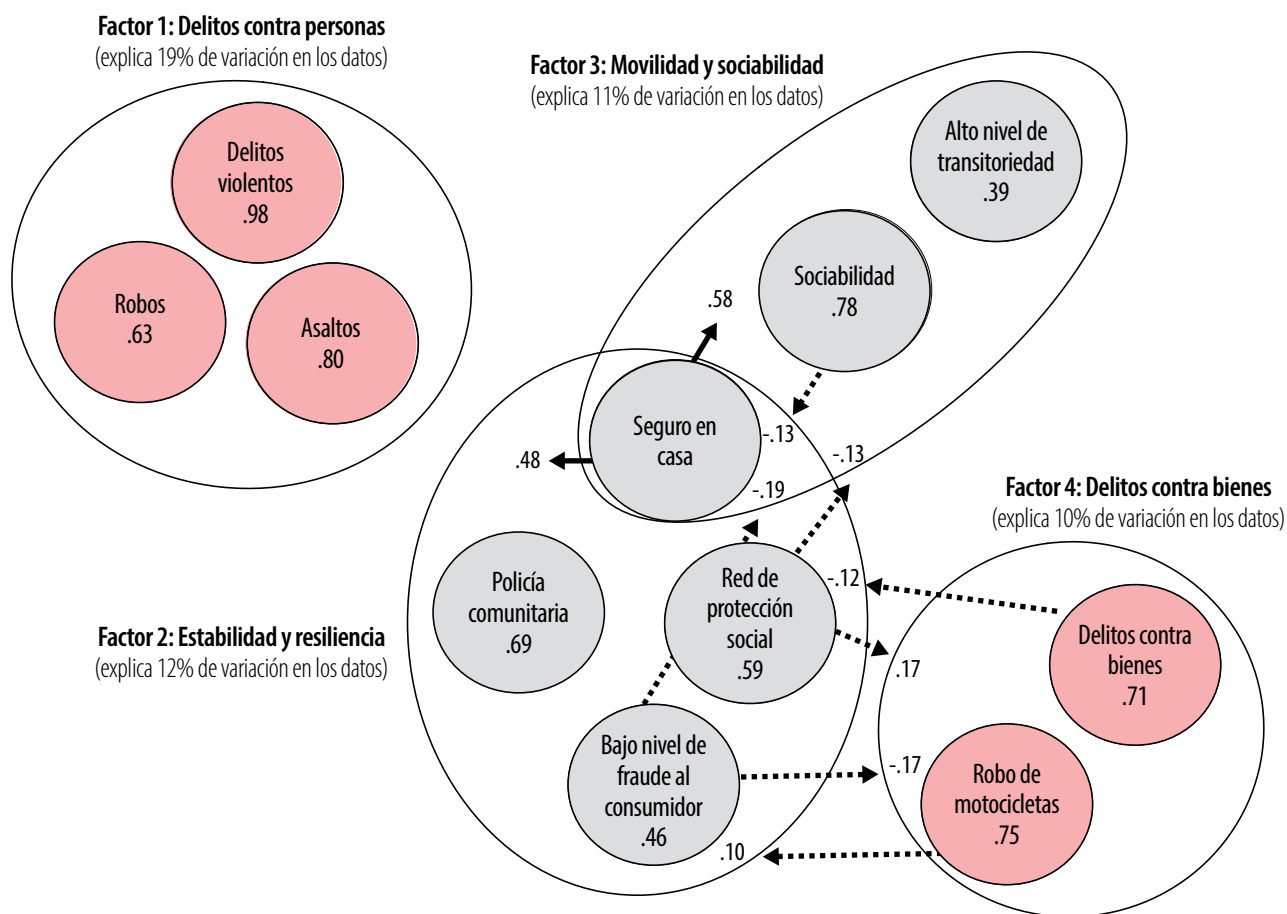 Factor 1: Delitos contra personas
(explica 19% de variación en los datos)
Delitos
violentos
.98
Robos
.63
Asaltos
.80
Factor 3: Movilidad y sociabilidad
(explica 11% de variación en los datos)
Alto nivel de
transitoriedad
.39
Sociabilidad
.78
.58
Seguro en
casa
.48
-.13
-.13
-.19
Factor 2: Estabilidad y resiliencia
(explica 12% de variación en los datos)
Policía
comunitaria
.69
Red de
protección
social
.59
Bajo nivel de
fraude al
consumidor
.46
-.12
.17
-.17
.10
Factor 4: Delitos contra bienes
(explica 10% de variación en los datos)
Delitos contra
bienes
.71
Robo de
motocicletas
.75